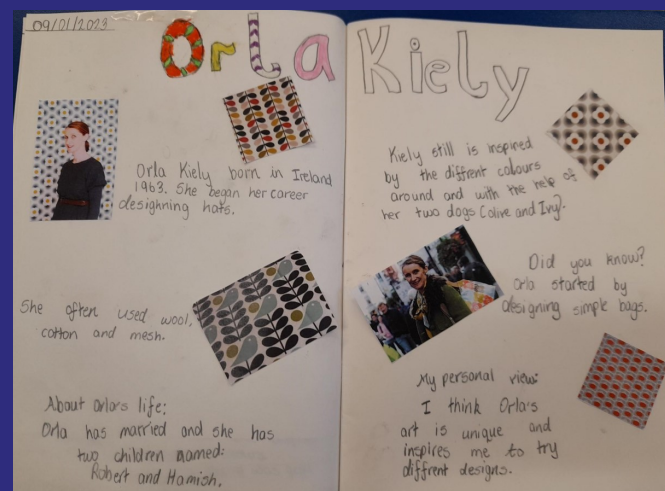 09/01/2023
Orla Kiely
Orla Kiely born in Ireland
1963. She began her career
designning hats.
She often used wool,
cotton and mesh.
About Orla's life:
Orla has married and she has
two children named:
Robert and Hamish.
Kiely still is inspired
by the diffrent colours
around and with the help of
her two dogs (Olive and Ivy).
Did you know?
Orla started by
designing simple bags.
My personal view:
I think Orla's
art is unique and
inspires me to try
diffrent designs.